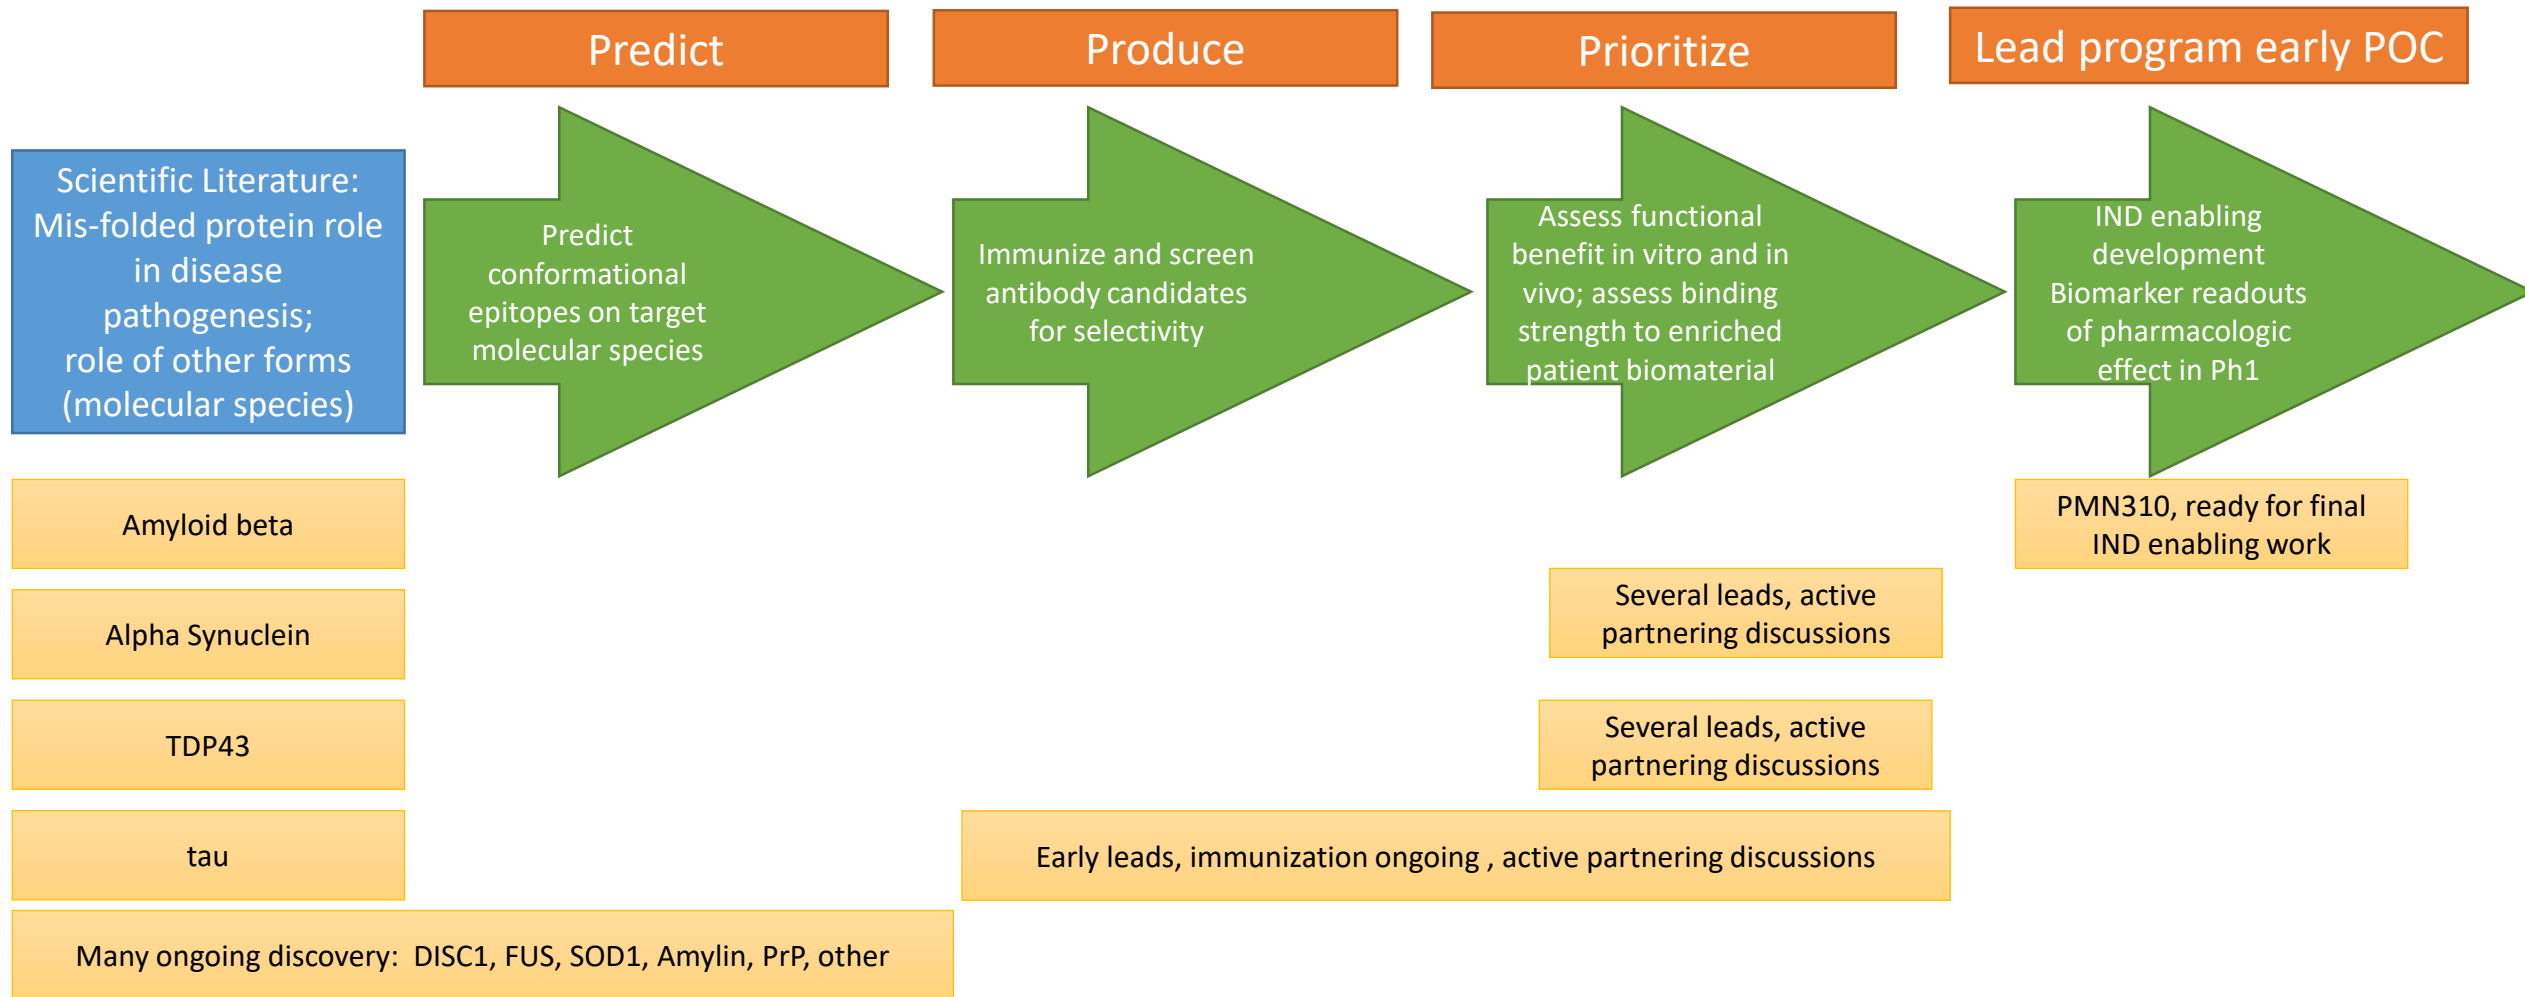 Predict
Produce
Prioritize
Lead program early POC
Scientific Literature:
Mis-folded protein role
in disease
pathogenesis;
role of other forms
(molecular species)
Predict
conformational
epitopes on target
molecular species
Immunize and screen
antibody candidates
for selectivity
Assess functional
benefit in vitro and in
vivo; assess binding
strength to enriched
patient biomaterial
IND enabling
development
Biomarker readouts
of pharmacologic
effect in Ph1
Amyloid beta
PMN310, ready for final
IND enabling work
Alpha Synuclein
Several leads, active
partnering discussions
TDP43
Several leads, active
partnering discussions
tau
Early leads, immunization ongoing , active partnering discussions
Many ongoing discovery:  DISC1, FUS, SOD1, Amylin, PrP, other